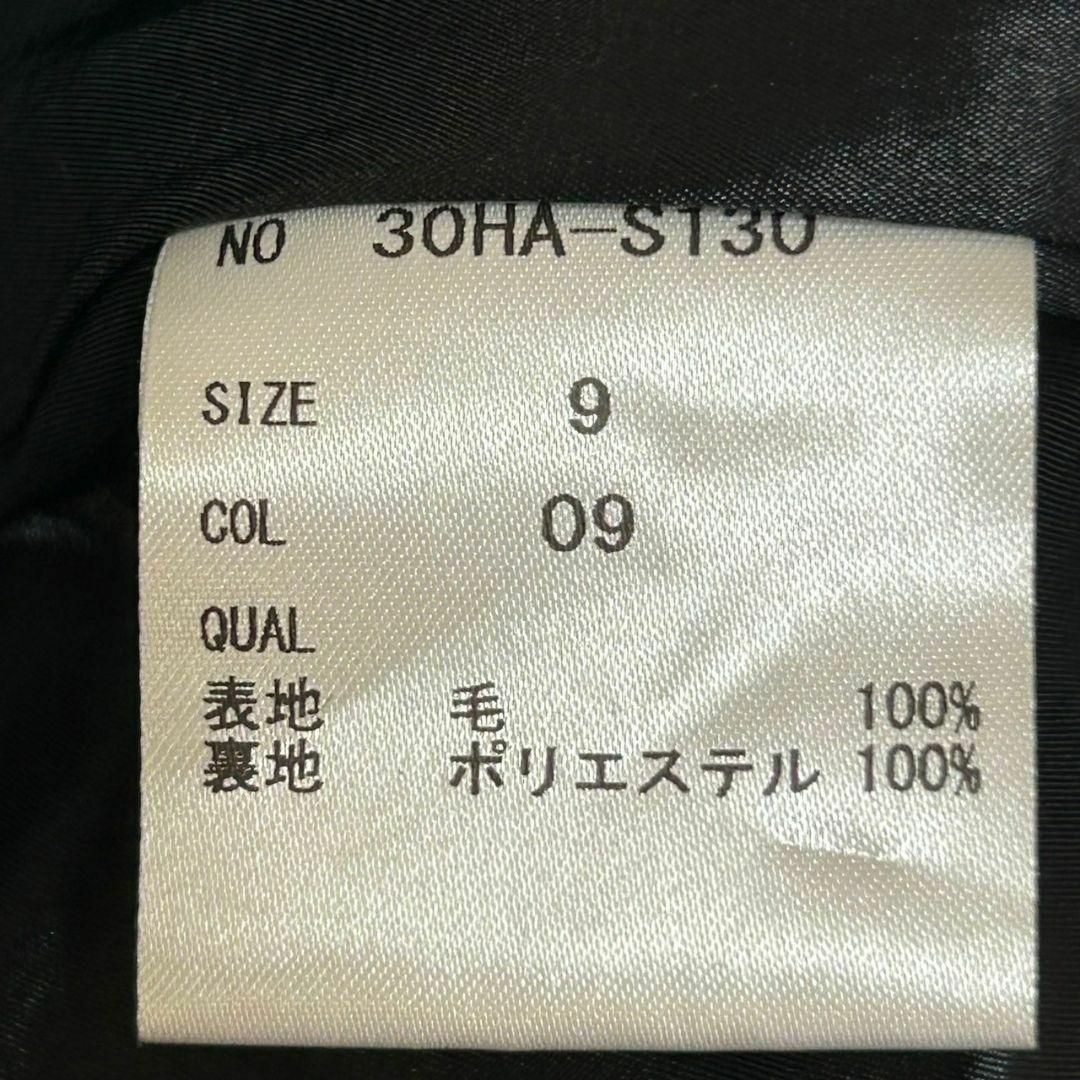 NO 30HA-S130
SIZE 9
COL 09
QUAL
表地 毛 100%
裏地 ポリエステル 100%